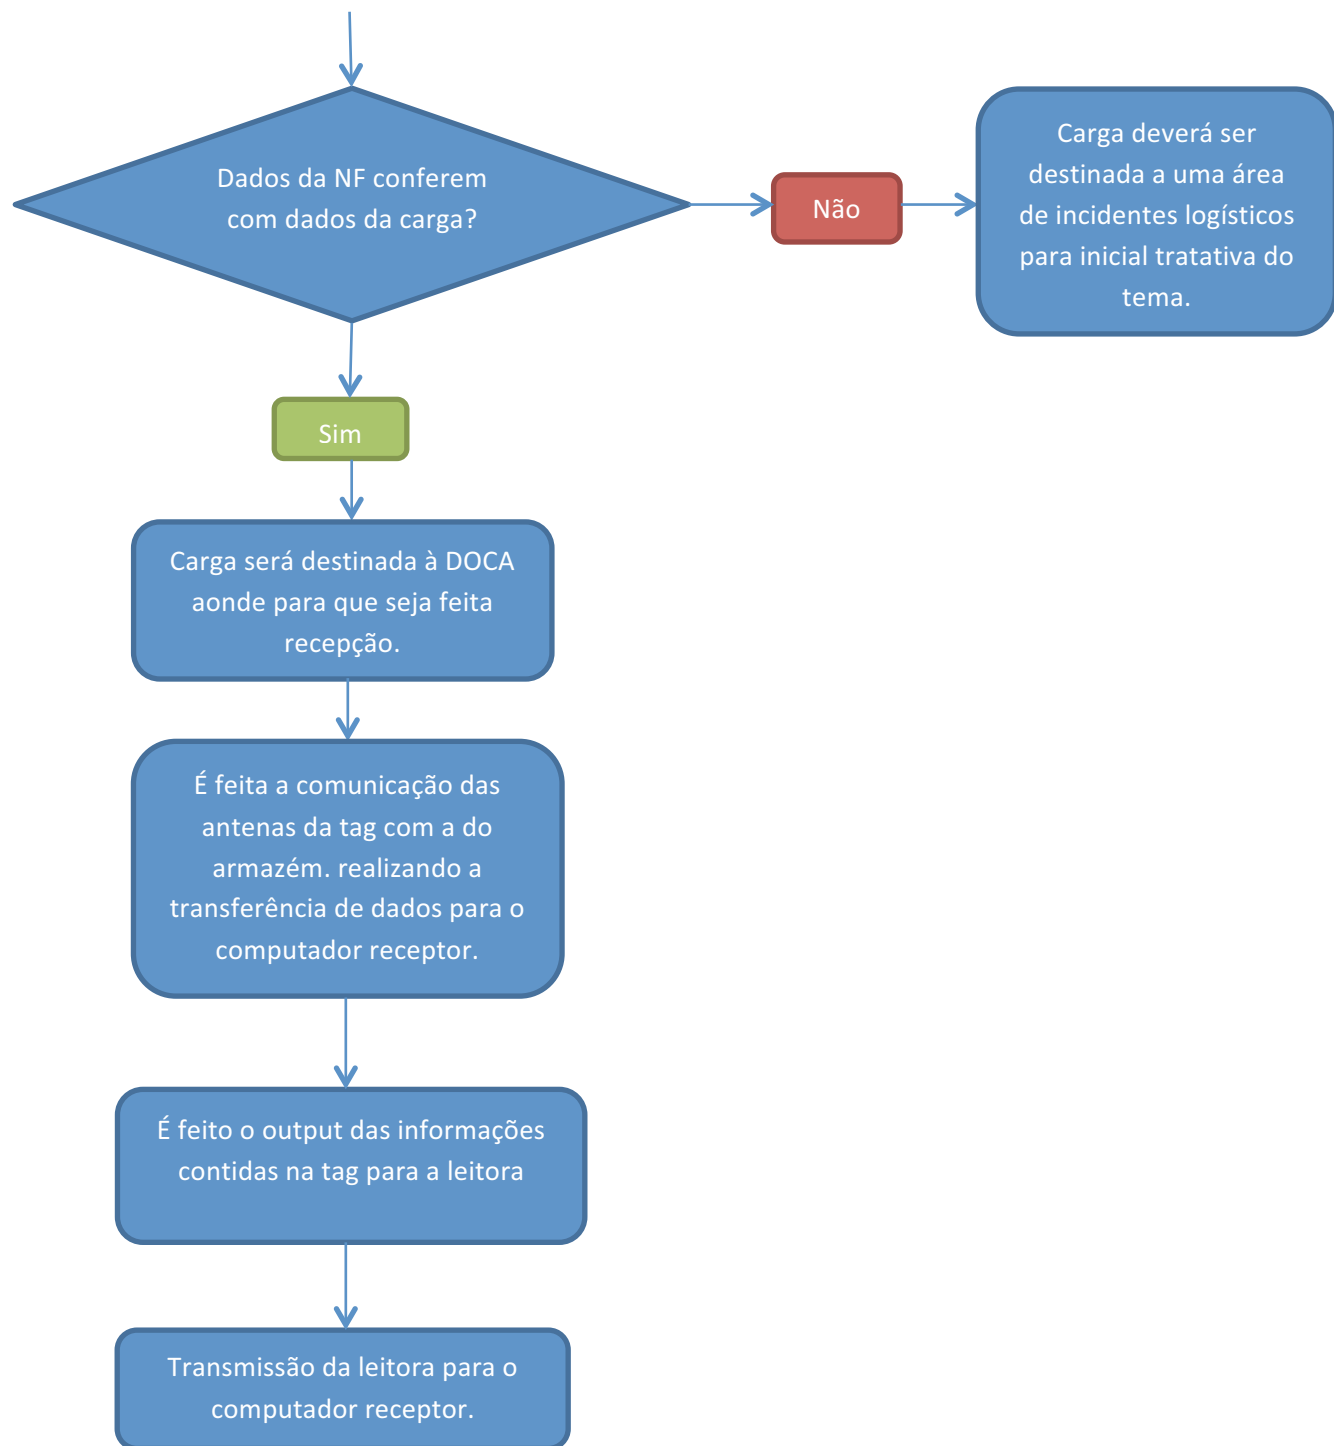 Dados da NF conferem
com dados da carga?
Não
Carga deverá ser
destinada a uma área
de incidentes logísticos
para inicial tratativa do
tema.
Sim
Carga será destinada à DOCA
aonde para que seja feita
recepção.
É feita a comunicação das
antenas da tag com a do
armazém. realizando a
transferência de dados para o
computador receptor.
É feito o output das informações
contidas na tag para a leitora
Transmissão da leitora para o
computador receptor.